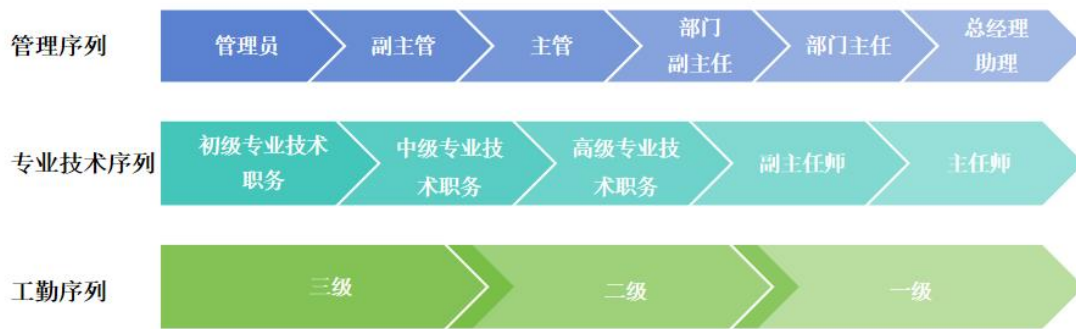 管理序列
管理员
副主管
主管
部门
副主任
部门主任
总经理
助理
专业技术序列
初级专业技术
职务
中级专业技
术职务
高级专业技
术职务
副主任师
主任师
工勤序列
三级
二级
一级